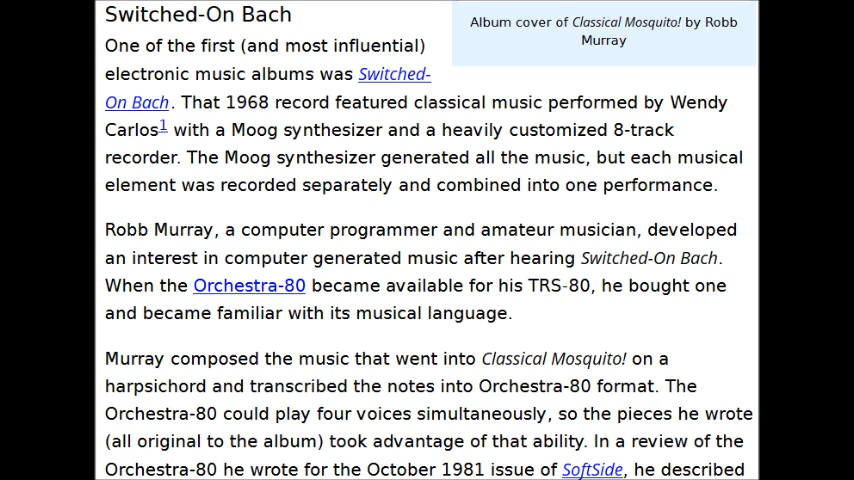 Switched-On Bach
Album cover of Classical Mosquito! by Robb
Murray
One of the first (and most influential)
electronic music albums was Switched-
On Bach. That 1968 record featured classical music performed by Wendy
Carlos1 with a Moog synthesizer and a heavily customized 8-track
recorder. The Moog synthesizer generated all the music, but each musical
element was recorded separately and combined into one performance.
Robb Murray, a computer programmer and amateur musician, developed
an interest in computer generated music after hearing Switched-On Bach.
When the Orchestra-80 became available for his TRS-80, he bought one
and became familiar with its musical language.
Murray composed the music that went into Classical Mosquito! on a
harpsichord and transcribed the notes into Orchestra-80 format. The
Orchestra-80 could play four voices simultaneously, so the pieces he wrote
(all original to the album) took advantage of that ability. In a review of the
Orchestra-80 he wrote for the October 1981 issue of SoftSide, he described